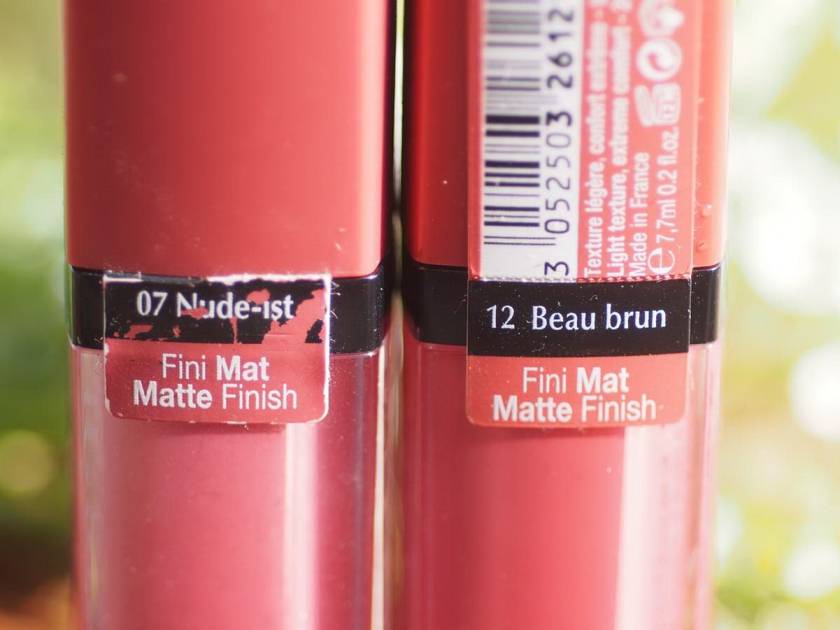 07 Nude-ist
Fini Mat
Matte Finish
3 052503 2612
Texture légère, confort extrême -
Light texture, extreme comfort -
Made in France
℮ 7,7ml 0.2 fl.oz.
12 Beau brun
Fini Mat
Matte Finish